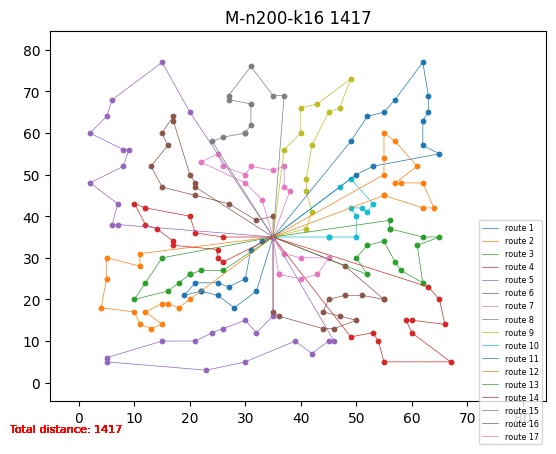 M-n200-k16 1417
80
70
60
50
40
30
20
10
0
0
10
20
30
40
50
60
70
80
route 1
route 2
route 3
route 4
route 5
route 6
route 7
route 8
route 9
route 10
route 11
route 12
route 13
route 14
route 15
route 16
route 17
Total distance: 1417